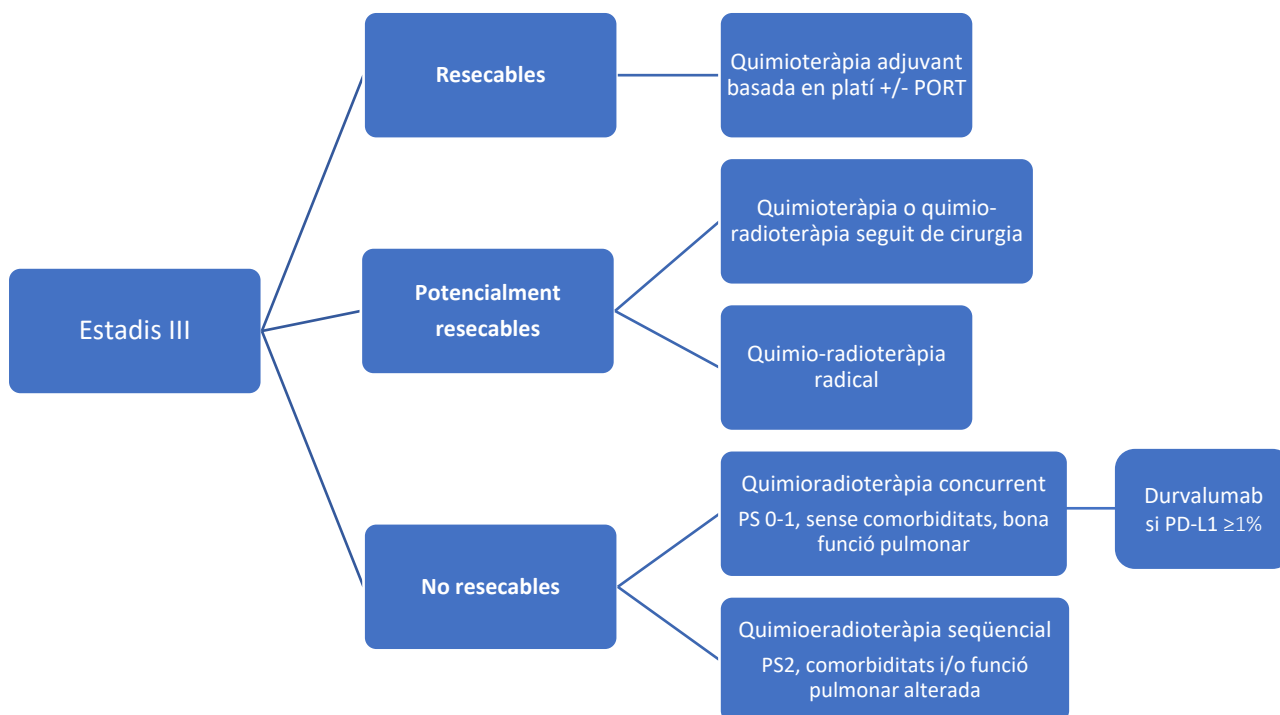 Estadis III
Resecables
Quimioteràpia adjuvant
basada en platí +/- PORT
Potencialment
resecables
Quimioteràpia o quimio-
radioteràpia seguit de cirurgia
Quimio-radioteràpia
radical
No resecables
Quimioradioteràpia concurrent
PS 0-1, sense comorbiditats, bona
funció pulmonar
Durvalumab
si PD-L1 ≥1%
Quimioeradioteràpia seqüencial
PS2, comorbiditats i/o funció
pulmonar alterada